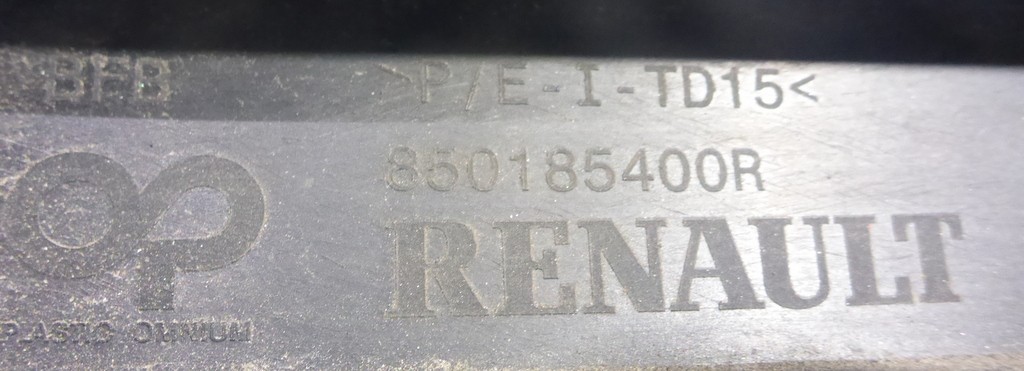 BFB >P/E-I-TD15<
850185400R
RENAULT
PLASTIC OMNIUM